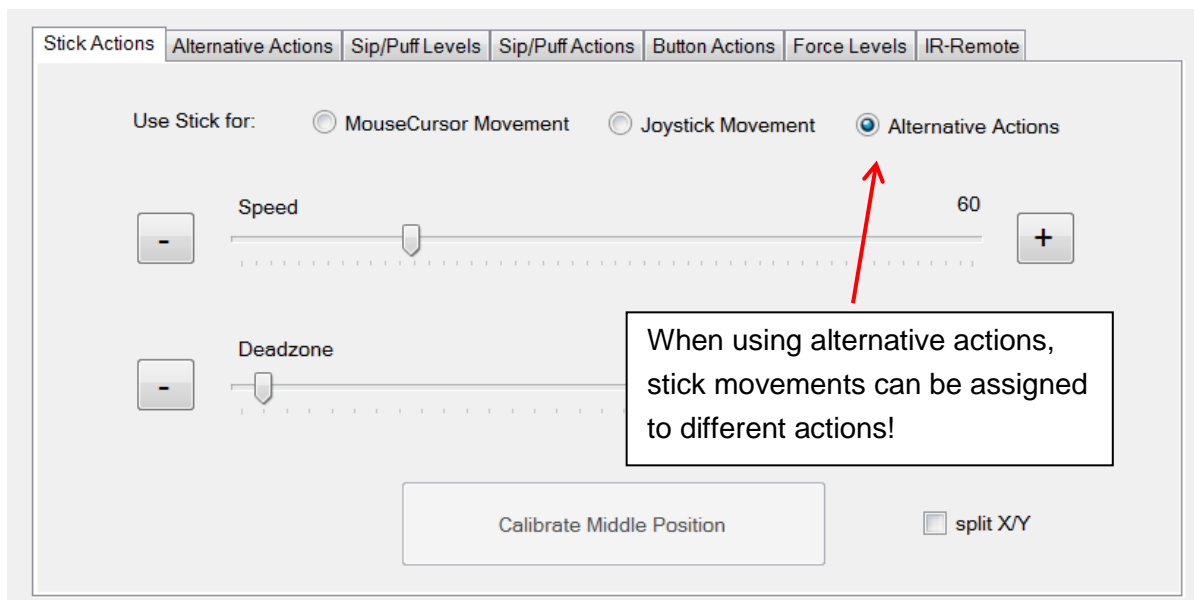 Stick Actions Alternative Actions Sip/Puff Levels Sip/Puff Actions Button Actions Force Levels IR-Remote
Use Stick for: MouseCursor Movement Joystick Movement Alternative Actions
Speed 60
- +
Deadzone
-
When using alternative actions,
stick movements can be assigned
to different actions!
Calibrate Middle Position split X/Y